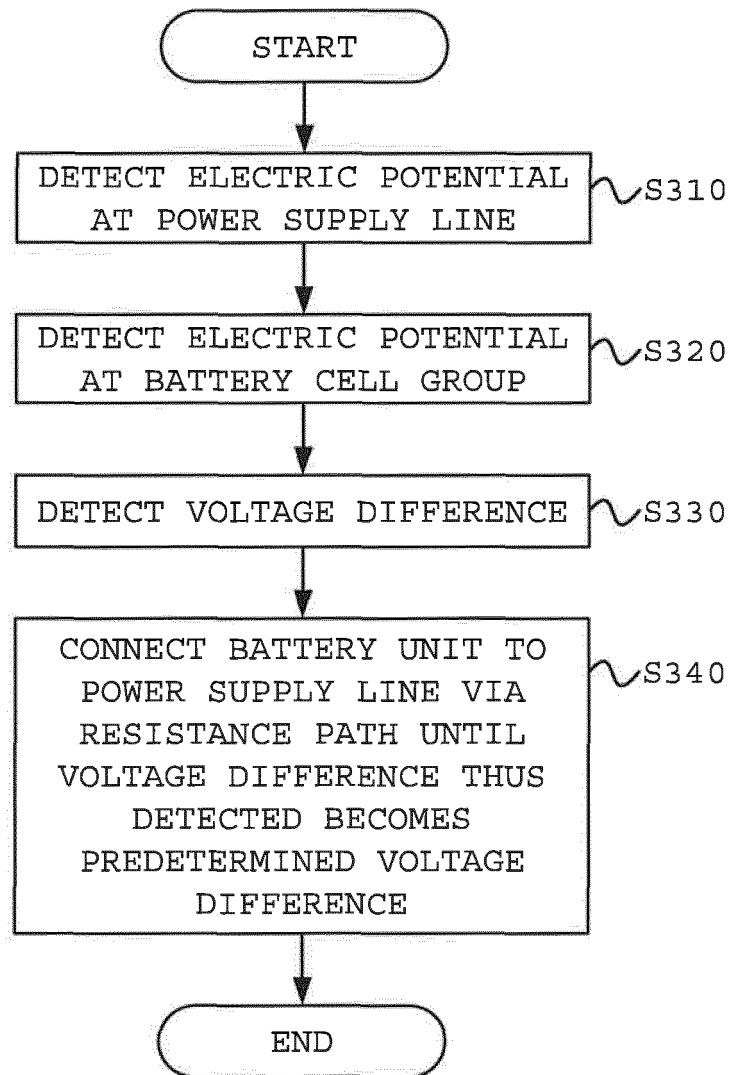 START
DETECT ELECTRIC POTENTIAL
AT POWER SUPPLY LINE
S310
DETECT ELECTRIC POTENTIAL
AT BATTERY CELL GROUP
S320
DETECT VOLTAGE DIFFERENCE
S330
CONNECT BATTERY UNIT TO
POWER SUPPLY LINE VIA
RESISTANCE PATH UNTIL
VOLTAGE DIFFERENCE THUS
DETECTED BECOMES
PREDETERMINED VOLTAGE
DIFFERENCE
S340
END